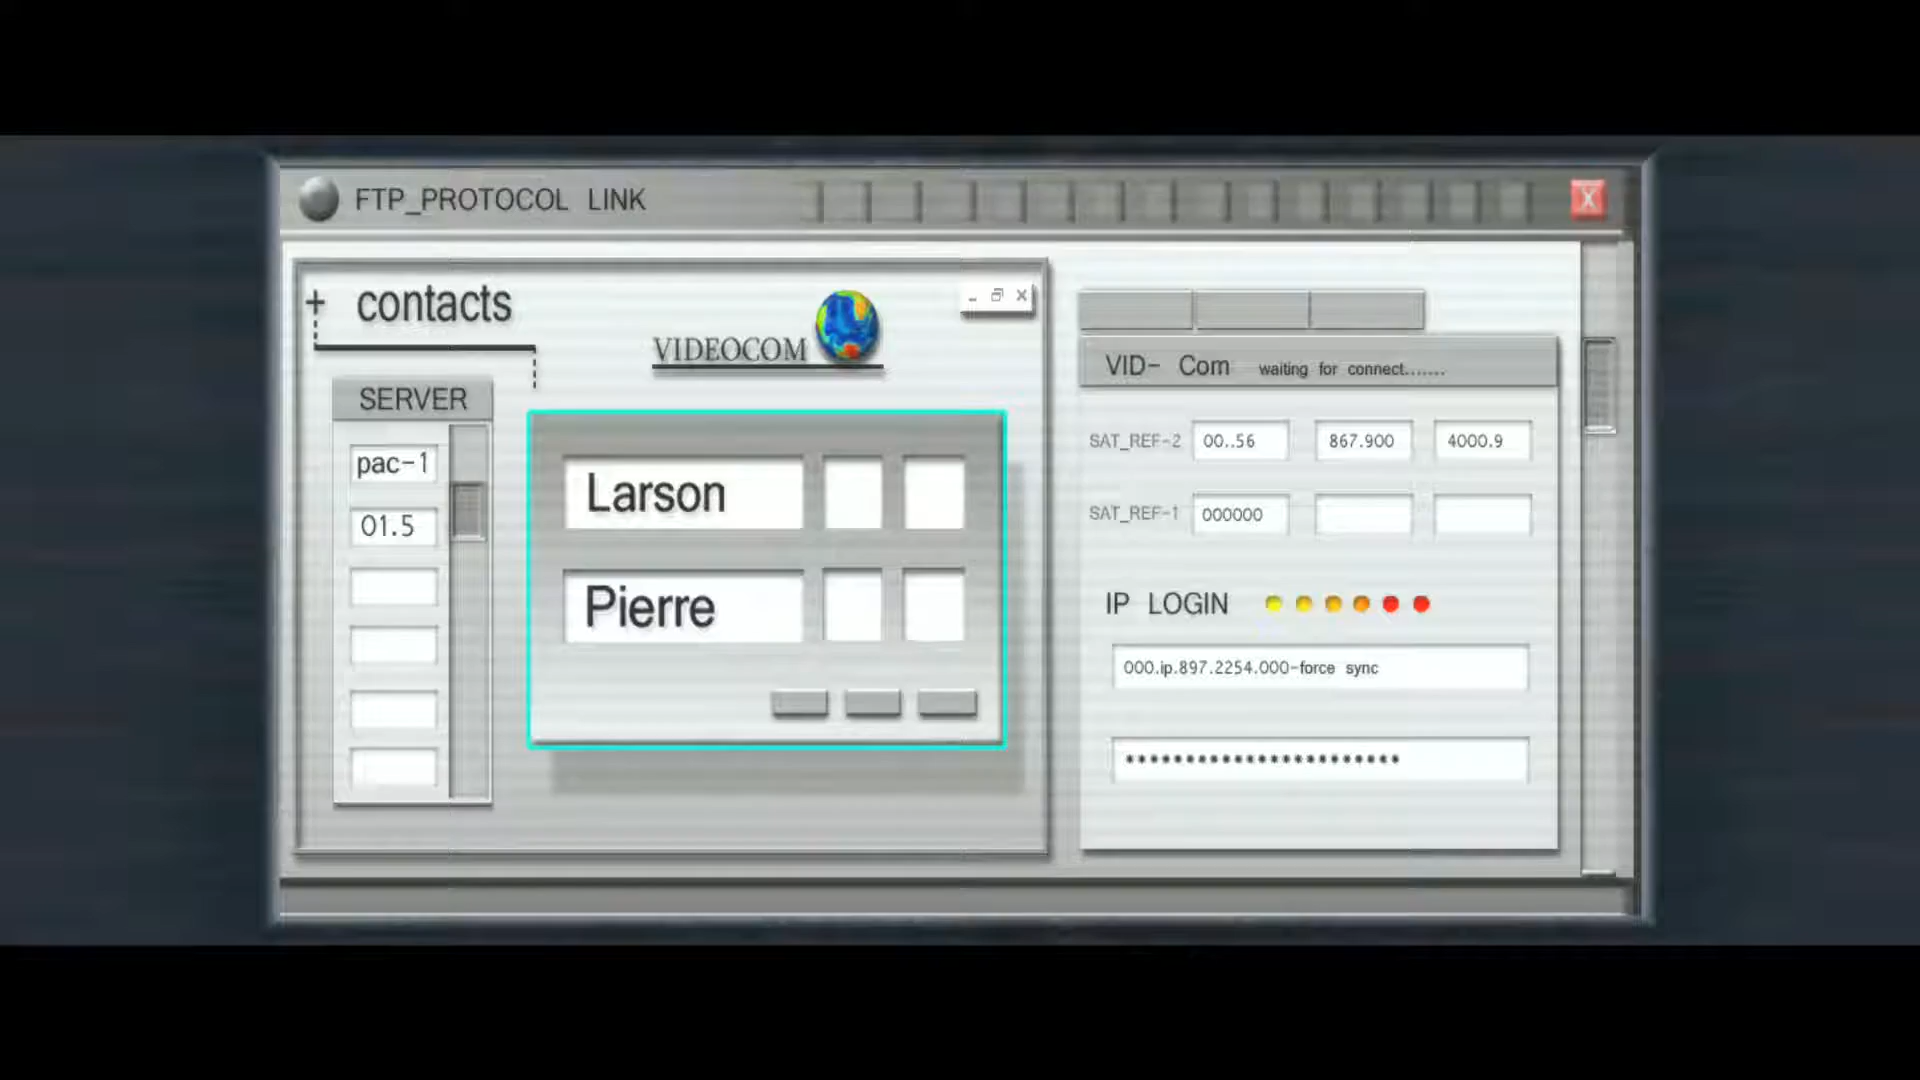 FTP_PROTOCOL LINK
X
+ contacts
VIDEOCOM
SERVER
pac-1
01.5
Larson
Pierre
VID- Com waiting for connect.......
SAT_REF-2 00..56 867.900 4000.9
SAT_REF-1 000000
IP LOGIN
000.ip.897.2254.000-force sync
***********************